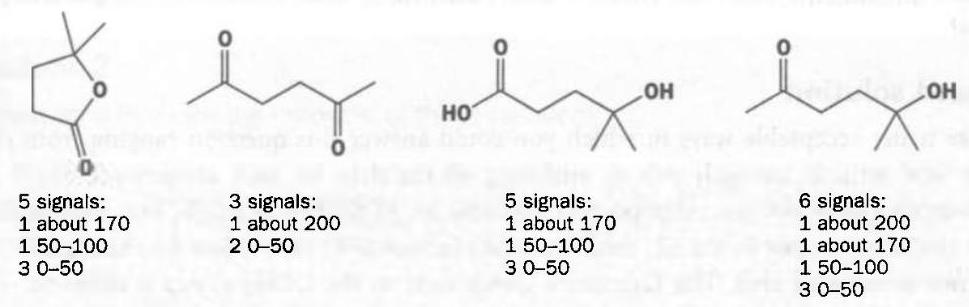 O
O
O
O
O
HO
OH
O
OH
5 signals:
1 about 170
1 50–100
3 0–50
3 signals:
1 about 200
2 0–50
5 signals:
1 about 170
1 50–100
3 0–50
6 signals:
1 about 200
1 about 170
1 50–100
3 0–50